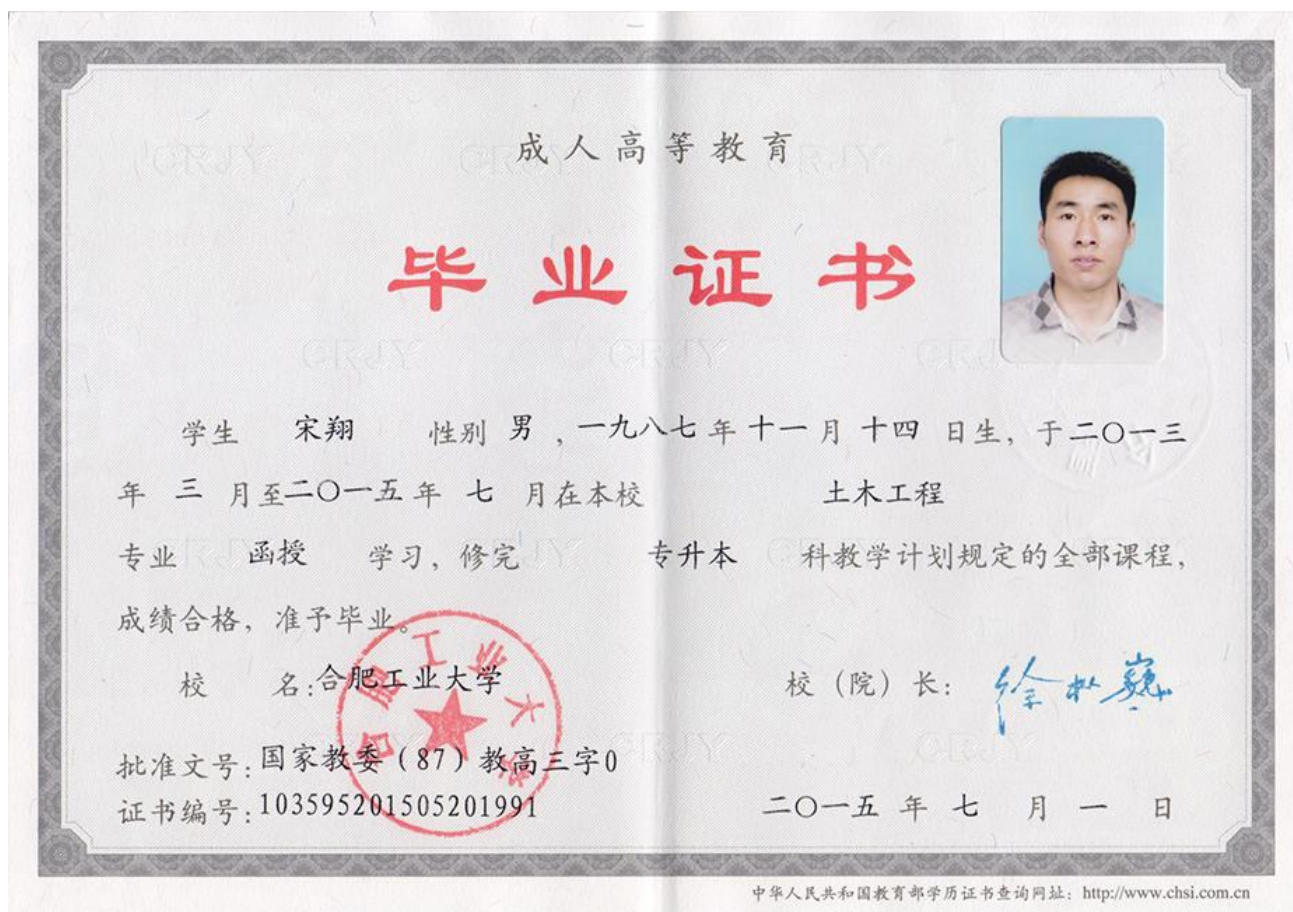 成人高等教育
毕业证书
学生 宋翔 性别 男 , 一九八七 年 十一 月 十四 日生, 于 二〇一三
年 三 月至 二〇一五 年 七 月在本校 土木工程
专业 函授 学习, 修完 专升本 科教学计划规定的全部课程,
成绩合格, 准予毕业。
校 名: 合肥工业大学 校（院）长: 徐枞巍
批准文号: 国家教委（87）教高三字0
证书编号: 103595201505201991 二〇一五 年 七 月 一 日
中华人民共和国教育部学历证书查询网址: http://www.chsi.com.cn